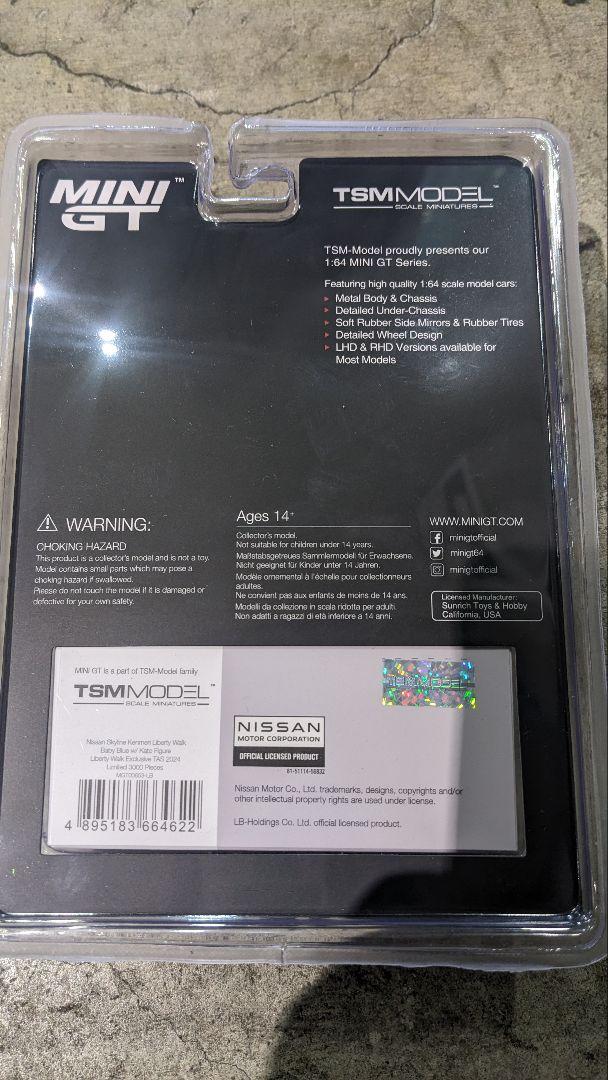 MINI GT™
TSMMODEL™
SCALE MINIATURES
TSM-Model proudly presents our
1:64 MINI GT Series.
Featuring high quality 1:64 scale model cars:
Metal Body & Chassis
Detailed Under-Chassis
Soft Rubber Side Mirrors & Rubber Tires
Detailed Wheel Design
LHD & RHD Versions available for
Most Models
WARNING:
CHOKING HAZARD
This product is a collector's model and is not a toy.
Model contains small parts which may pose a
choking hazard if swallowed.
Please do not touch the model if it is damaged or
defective for your own safety.
Ages 14+
Collector's model.
Not suitable for children under 14 years.
Maßstabsgetreues Sammlermodell für Erwachsene.
Nicht geeignet für Kinder unter 14 Jahren.
Modèle ornemental à l'échelle pour collectionneurs
adultes.
Ne convient pas aux enfants de moins de 14 ans.
Modelli da collezione in scala ridotta per adulti.
Non adatti a ragazzi di età inferiore a 14 anni.
WWW.MINIGT.COM
minigtofficial
minigt64
minigtofficial
Licensed Manufacturer:
Sunrich Toys & Hobby
California, USA
MINI GT is a part of TSM-Model family
TSMMODEL™
SCALE MINIATURES
Nissan Skyline Kenmeri Liberty Walk
Baby Blue w/ Kato Figure
Liberty Walk Exclusive TAS 2024
Limited 3000 Pieces
MGT00663-LB
4 895183 664622
TSMMODEL
NISSAN
MOTOR CORPORATION
OFFICIAL LICENSED PRODUCT
Nissan Motor Co., Ltd. trademarks, designs, copyrights and/or
other intellectual property rights are used under license.
LB-Holdings Co. Ltd. official licensed product.